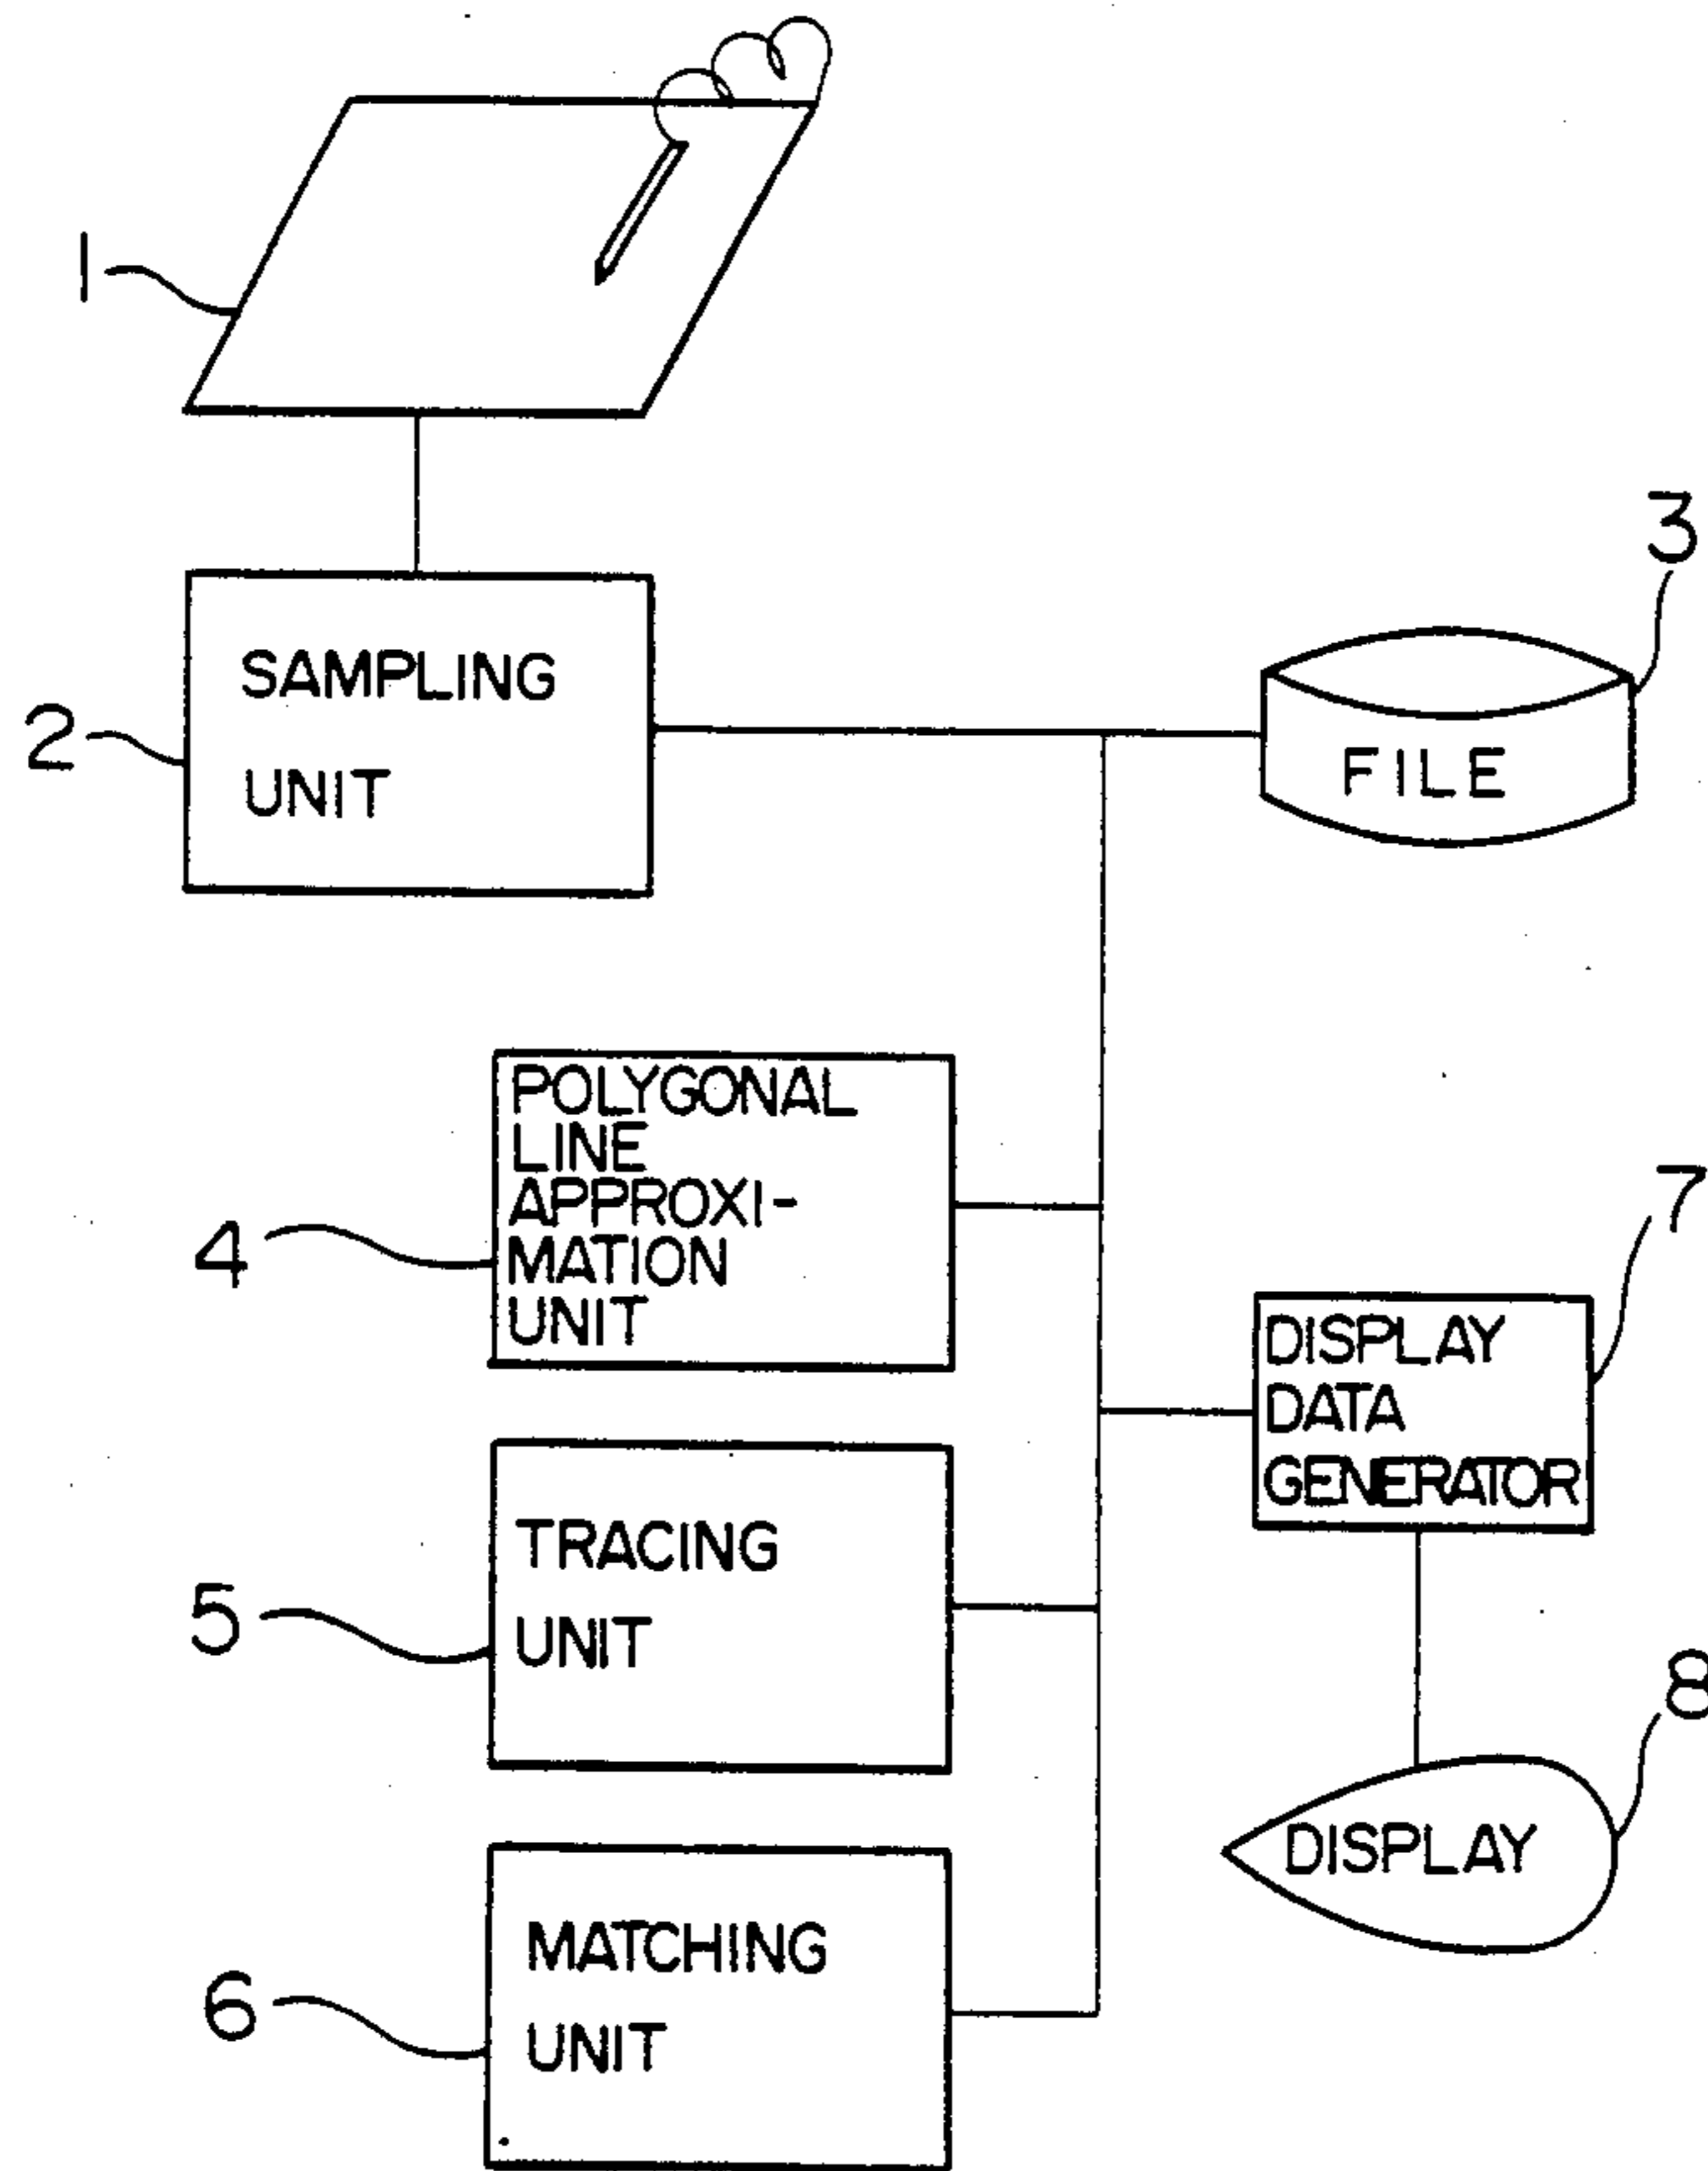 1
2
SAMPLING
UNIT
3
FILE
4
POLYGONAL
LINE
APPROXI-
MATION
UNIT
5
TRACING
UNIT
6
MATCHING
UNIT
7
DISPLAY
DATA
GENERATOR
8
DISPLAY